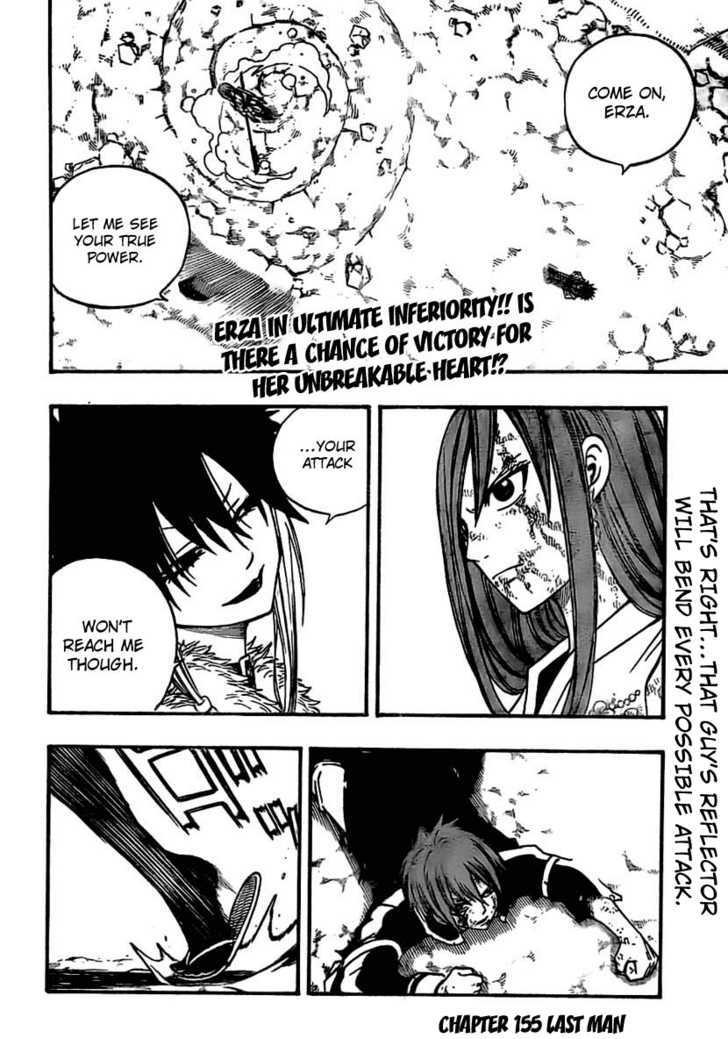 COME ON,
ERZA.
LET ME SEE
YOUR TRUE
POWER.
ERZA IN ULTIMATE INFERIORITY!! IS
THERE A CHANCE OF VICTORY FOR
HER UNBREAKABLE HEART!?
...YOUR
ATTACK
WON'T
REACH ME
THOUGH.
THAT'S RIGHT...THAT GUY'S REFLECTOR
WILL BEND EVERY POSSIBLE ATTACK.
CHAPTER 155 LAST MAN